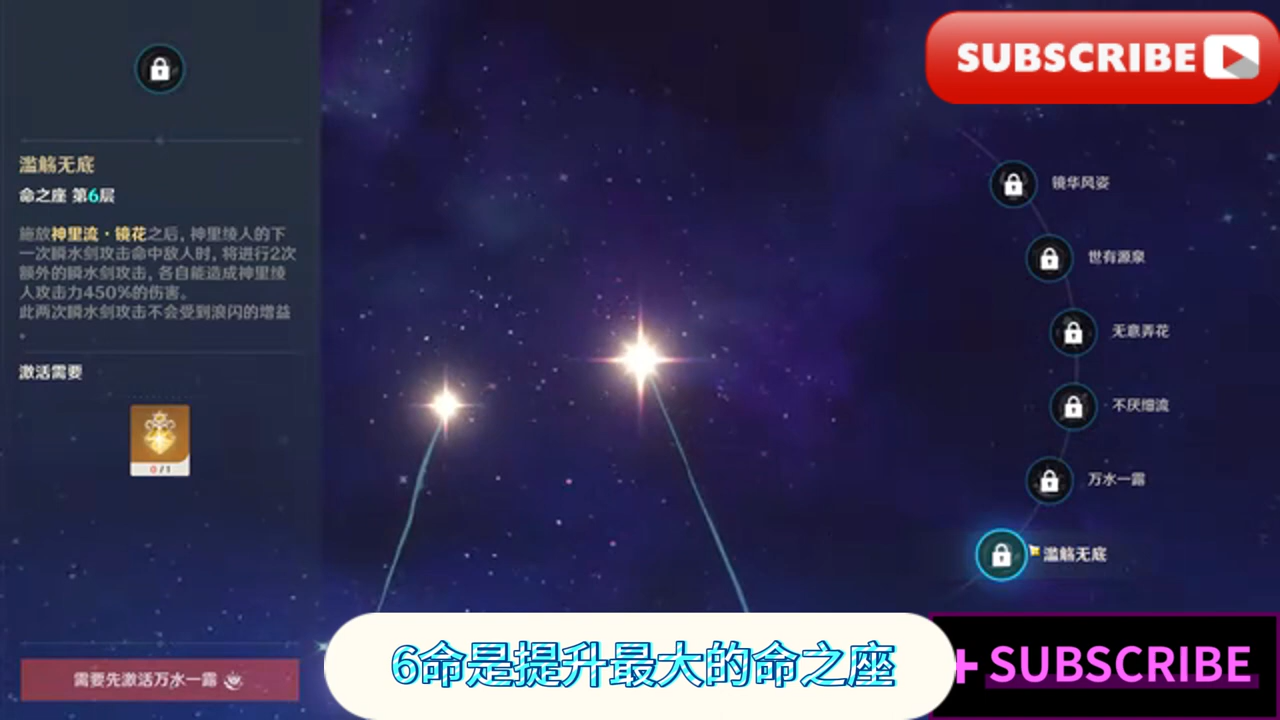 SUBSCRIBE
滥觞无底
命之座 第6层
施放神里流·镜花之后，神里绫人的下
一次瞬水剑攻击命中敌人时，将进行2次
额外的瞬水剑攻击，各自能造成神里绫
人攻击力450%的伤害。
此两次瞬水剑攻击不会受到浪闪的增益
。
激活需要
0/1
需要先激活万水一露
镜华风姿
世有源泉
无意弄花
不厌细流
万水一露
滥觞无底
6命是提升最大的命之座
+ SUBSCRIBE